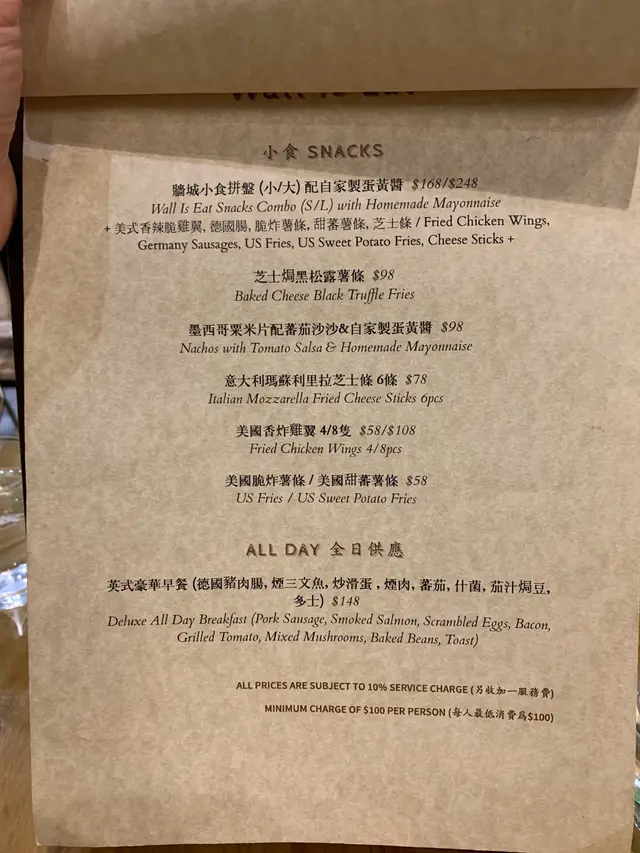 小食 SNACKS
牆城小食拼盤 (小/大) 配自家製蛋黃醬 $168/$248
Wall Is Eat Snacks Combo (S/L) with Homemade Mayonnaise
+ 美式香辣脆雞翼, 德國腸, 脆炸薯條, 甜蕃薯條, 芝士條 / Fried Chicken Wings,
Germany Sausages, US Fries, US Sweet Potato Fries, Cheese Sticks +
芝士焗黑松露薯條 $98
Baked Cheese Black Truffle Fries
墨西哥粟米片配蕃茄沙沙&自家製蛋黃醬 $98
Nachos with Tomato Salsa & Homemade Mayonnaise
意大利瑪蘇利里拉芝士條 6條 $78
Italian Mozzarella Fried Cheese Sticks 6pcs
美國香炸雞翼 4/8隻 $58/$108
Fried Chicken Wings 4/8pcs
美國脆炸薯條 / 美國甜蕃薯條 $58
US Fries / US Sweet Potato Fries
ALL DAY 全日供應
英式豪華早餐 (德國豬肉腸, 煙三文魚, 炒滑蛋 , 煙肉, 蕃茄, 什菌, 茄汁焗豆,
多士) $148
Deluxe All Day Breakfast (Pork Sausage, Smoked Salmon, Scrambled Eggs, Bacon,
Grilled Tomato, Mixed Mushrooms, Baked Beans, Toast)
ALL PRICES ARE SUBJECT TO 10% SERVICE CHARGE (另收加一服務費)
MINIMUM CHARGE OF $100 PER PERSON (每人最低消費為$100)